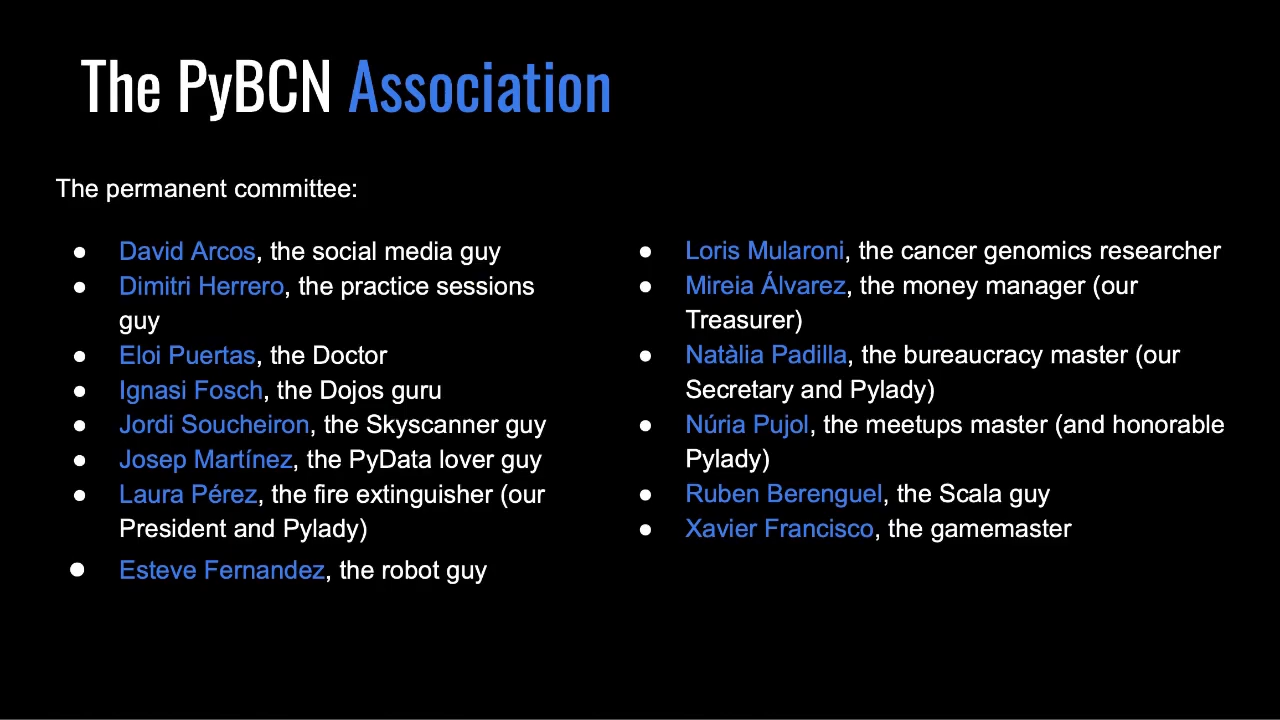 The PyBCN Association
The permanent committee:
● David Arcos, the social media guy
● Dimitri Herrero, the practice sessions
guy
● Eloi Puertas, the Doctor
● Ignasi Fosch, the Dojos guru
● Jordi Soucheiron, the Skyscanner guy
● Josep Martínez, the PyData lover guy
● Laura Pérez, the fire extinguisher (our
President and Pylady)
● Esteve Fernandez, the robot guy
● Loris Mularoni, the cancer genomics researcher
● Mireia Álvarez, the money manager (our
Treasurer)
● Natàlia Padilla, the bureaucracy master (our
Secretary and Pylady)
● Núria Pujol, the meetups master (and honorable
Pylady)
● Ruben Berenguel, the Scala guy
● Xavier Francisco, the gamemaster